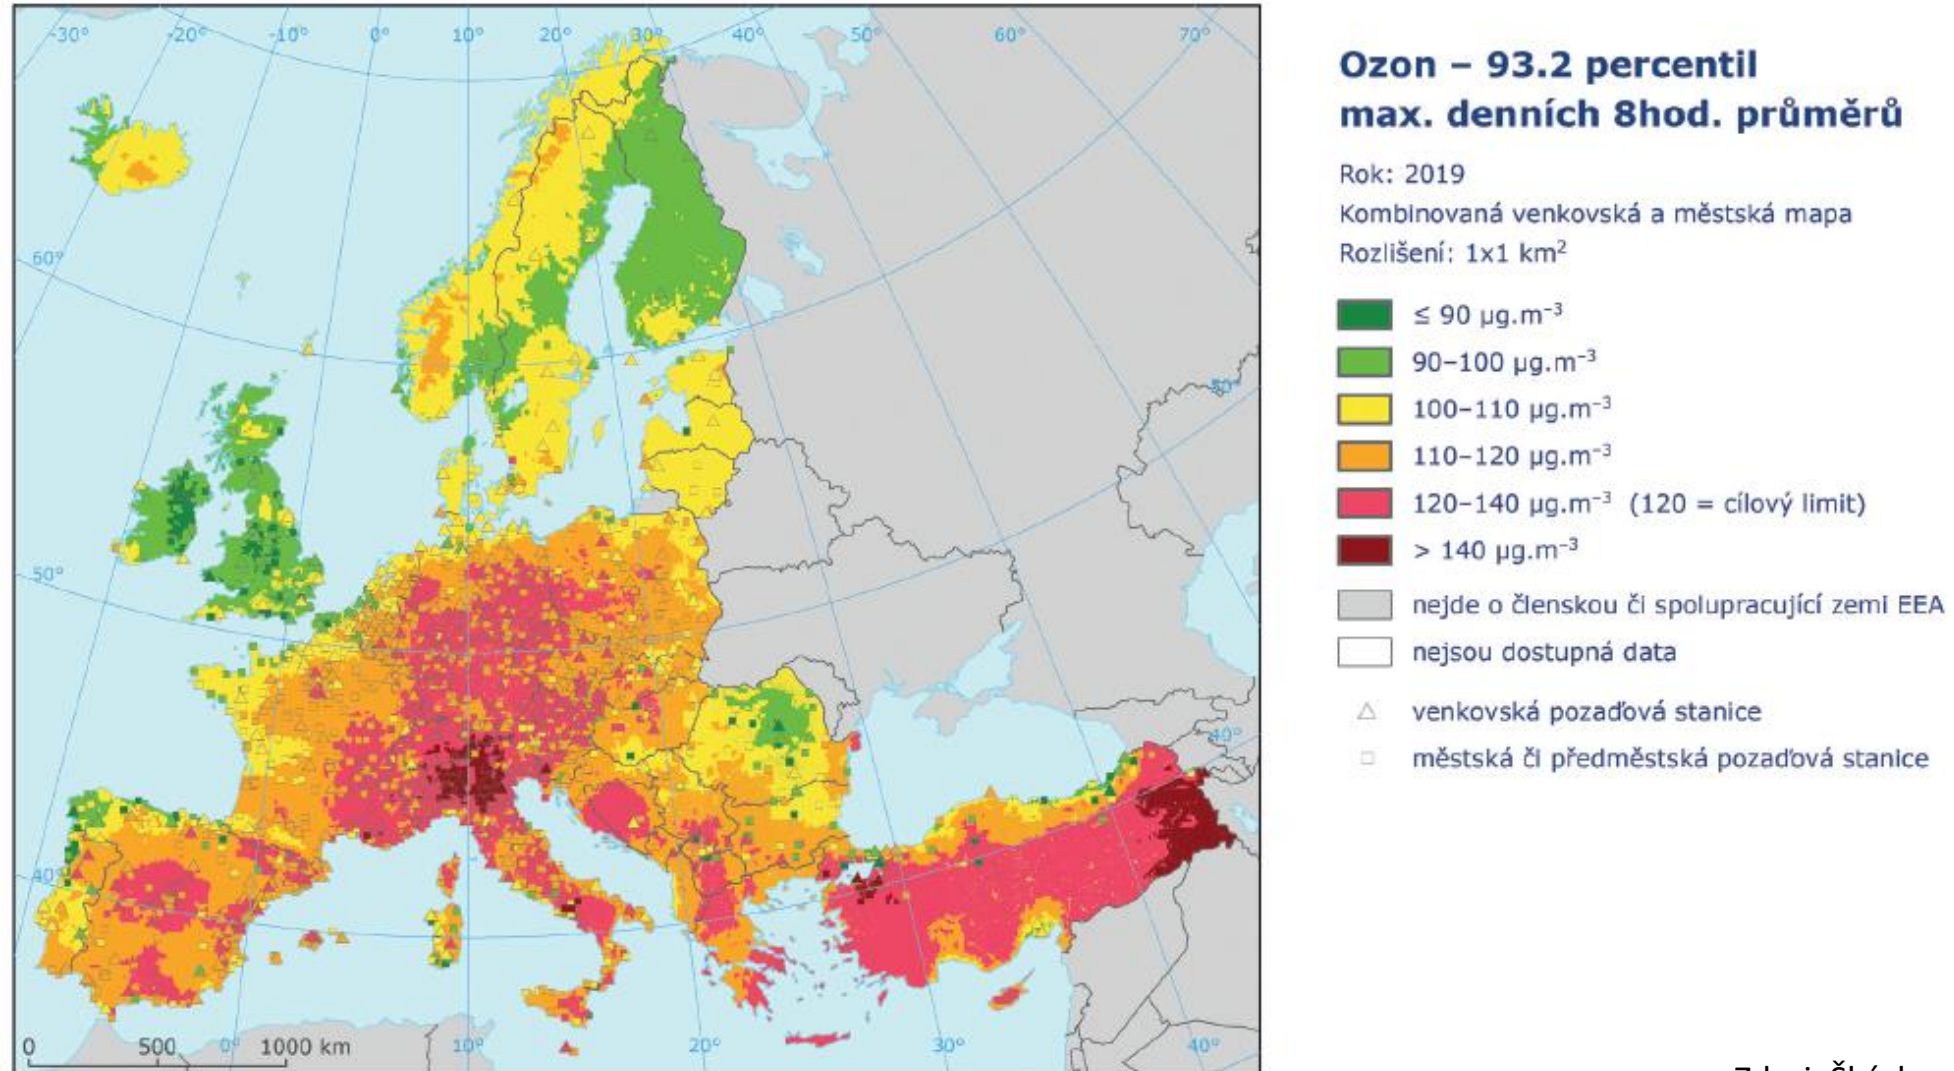 -30° -20° -10° 0° 10° 20° 30° 40° 50° 60° 70°
60°
50°
50°
40°
40°
0 500 1000 km
0° 10° 20° 30° 40°
Ozon – 93.2 percentil
max. denních 8hod. průměrů
Rok: 2019
Kombinovaná venkovská a městská mapa
Rozlišení: 1x1 km²
≤ 90 µg.m⁻³
90–100 µg.m⁻³
100–110 µg.m⁻³
110–120 µg.m⁻³
120–140 µg.m⁻³ (120 = cílový limit)
> 140 µg.m⁻³
nejde o členskou či spolupracující zemi EEA
nejsou dostupná data
venkovská pozaďová stanice
městská či předměstská pozaďová stanice